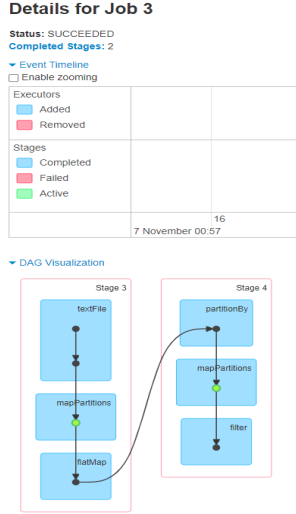 Details for Job 3
Status: SUCCEEDED
Completed Stages: 2
Event Timeline
Enable zooming
Executors
Added
Removed
Stages
Completed
Failed
Active
16
7 November 00:57
DAG Visualization
Stage 3
textFile
mapPartitions
flatMap
Stage 4
partitionBy
mapPartitions
filter